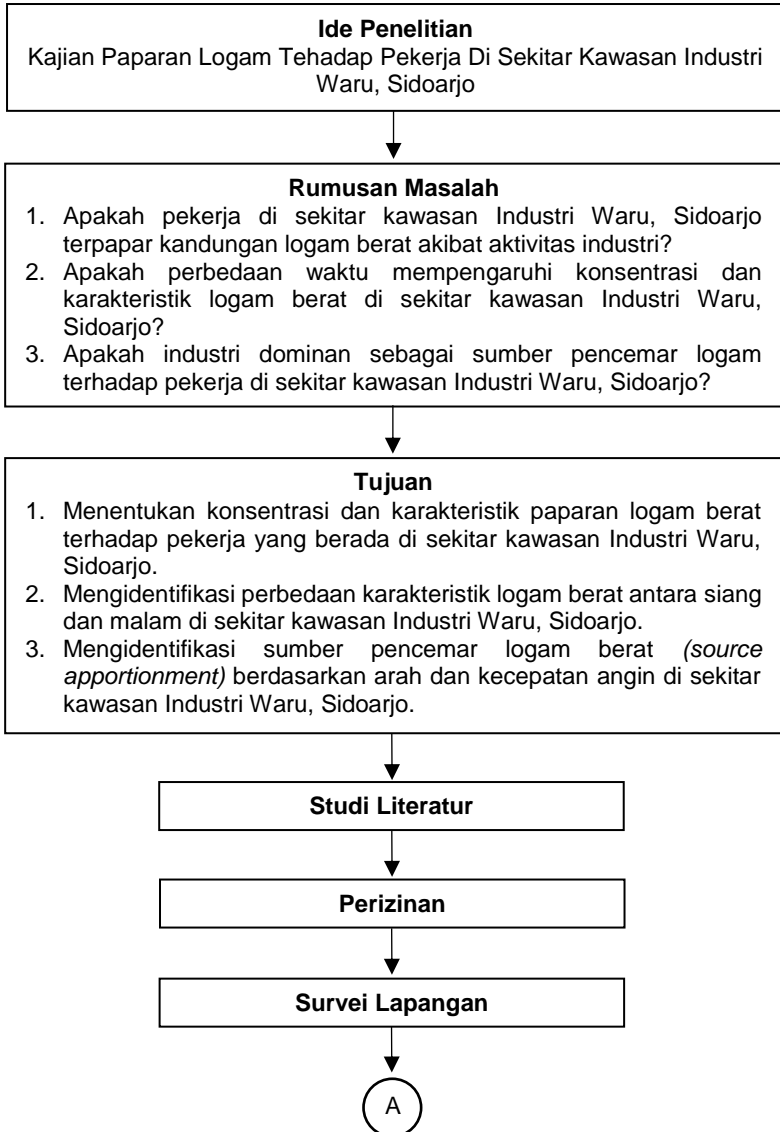 Ide Penelitian
Kajian Paparan Logam Tehadap Pekerja Di Sekitar Kawasan Industri
Waru, Sidoarjo
Rumusan Masalah
1. Apakah pekerja di sekitar kawasan Industri Waru, Sidoarjo
terpapar kandungan logam berat akibat aktivitas industri?
2. Apakah perbedaan waktu mempengaruhi konsentrasi dan
karakteristik logam berat di sekitar kawasan Industri Waru,
Sidoarjo?
3. Apakah industri dominan sebagai sumber pencemar logam
terhadap pekerja di sekitar kawasan Industri Waru, Sidoarjo?
Tujuan
1. Menentukan konsentrasi dan karakteristik paparan logam berat
terhadap pekerja yang berada di sekitar kawasan Industri Waru,
Sidoarjo.
2. Mengidentifikasi perbedaan karakteristik logam berat antara siang
dan malam di sekitar kawasan Industri Waru, Sidoarjo.
3. Mengidentifikasi sumber pencemar logam berat (source
apportionment) berdasarkan arah dan kecepatan angin di sekitar
kawasan Industri Waru, Sidoarjo.
Studi Literatur
Perizinan
Survei Lapangan
A